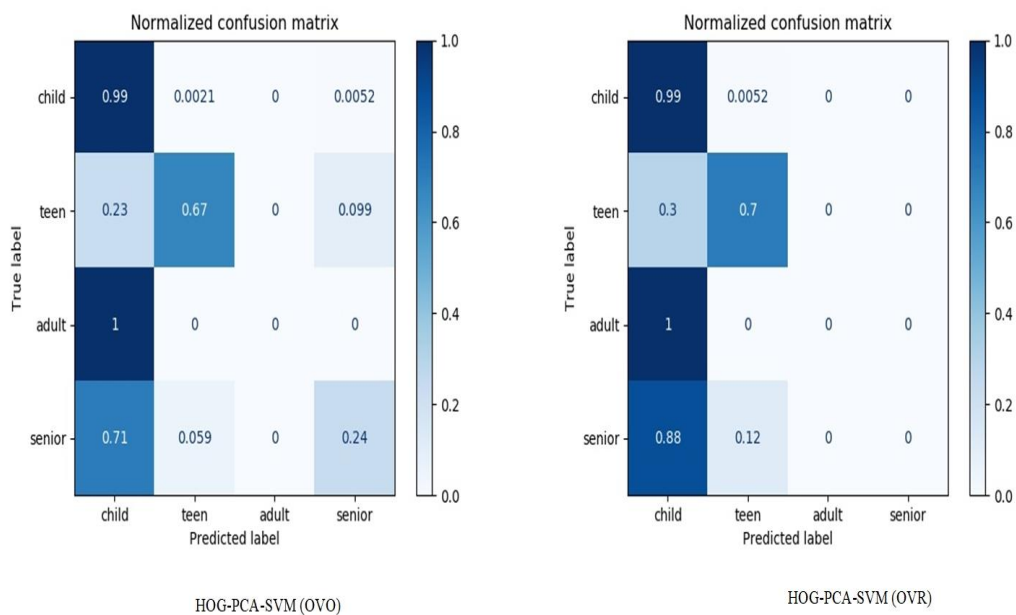 Normalized confusion matrix
True label
child
teen
adult
senior
0.99 0.0021 0 0.0052
0.23 0.67 0 0.099
1 0 0 0
0.71 0.059 0 0.24
child teen adult senior
Predicted label
1.0
0.8
0.6
0.4
0.2
0.0
HOG-PCA-SVM (OVO)
Normalized confusion matrix
True label
child
teen
adult
senior
0.99 0.0052 0 0
0.3 0.7 0 0
1 0 0 0
0.88 0.12 0 0
child teen adult senior
Predicted label
1.0
0.8
0.6
0.4
0.2
0.0
HOG-PCA-SVM (OVR)